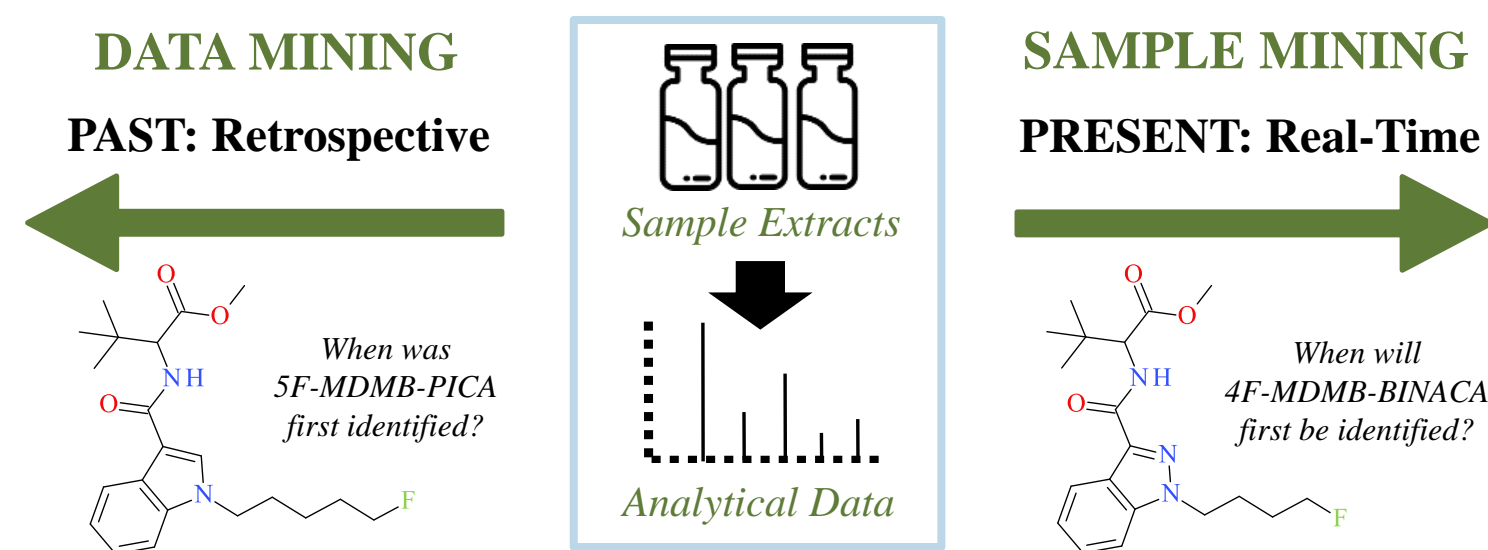 DATA MINING
PAST: Retrospective
O
O
NH
O
N
F
When was
5F-MDMB-PICA
first identified?
Sample Extracts
Analytical Data
SAMPLE MINING
PRESENT: Real-Time
O
O
NH
O
N
N
F
When will
4F-MDMB-BINACA
first be identified?